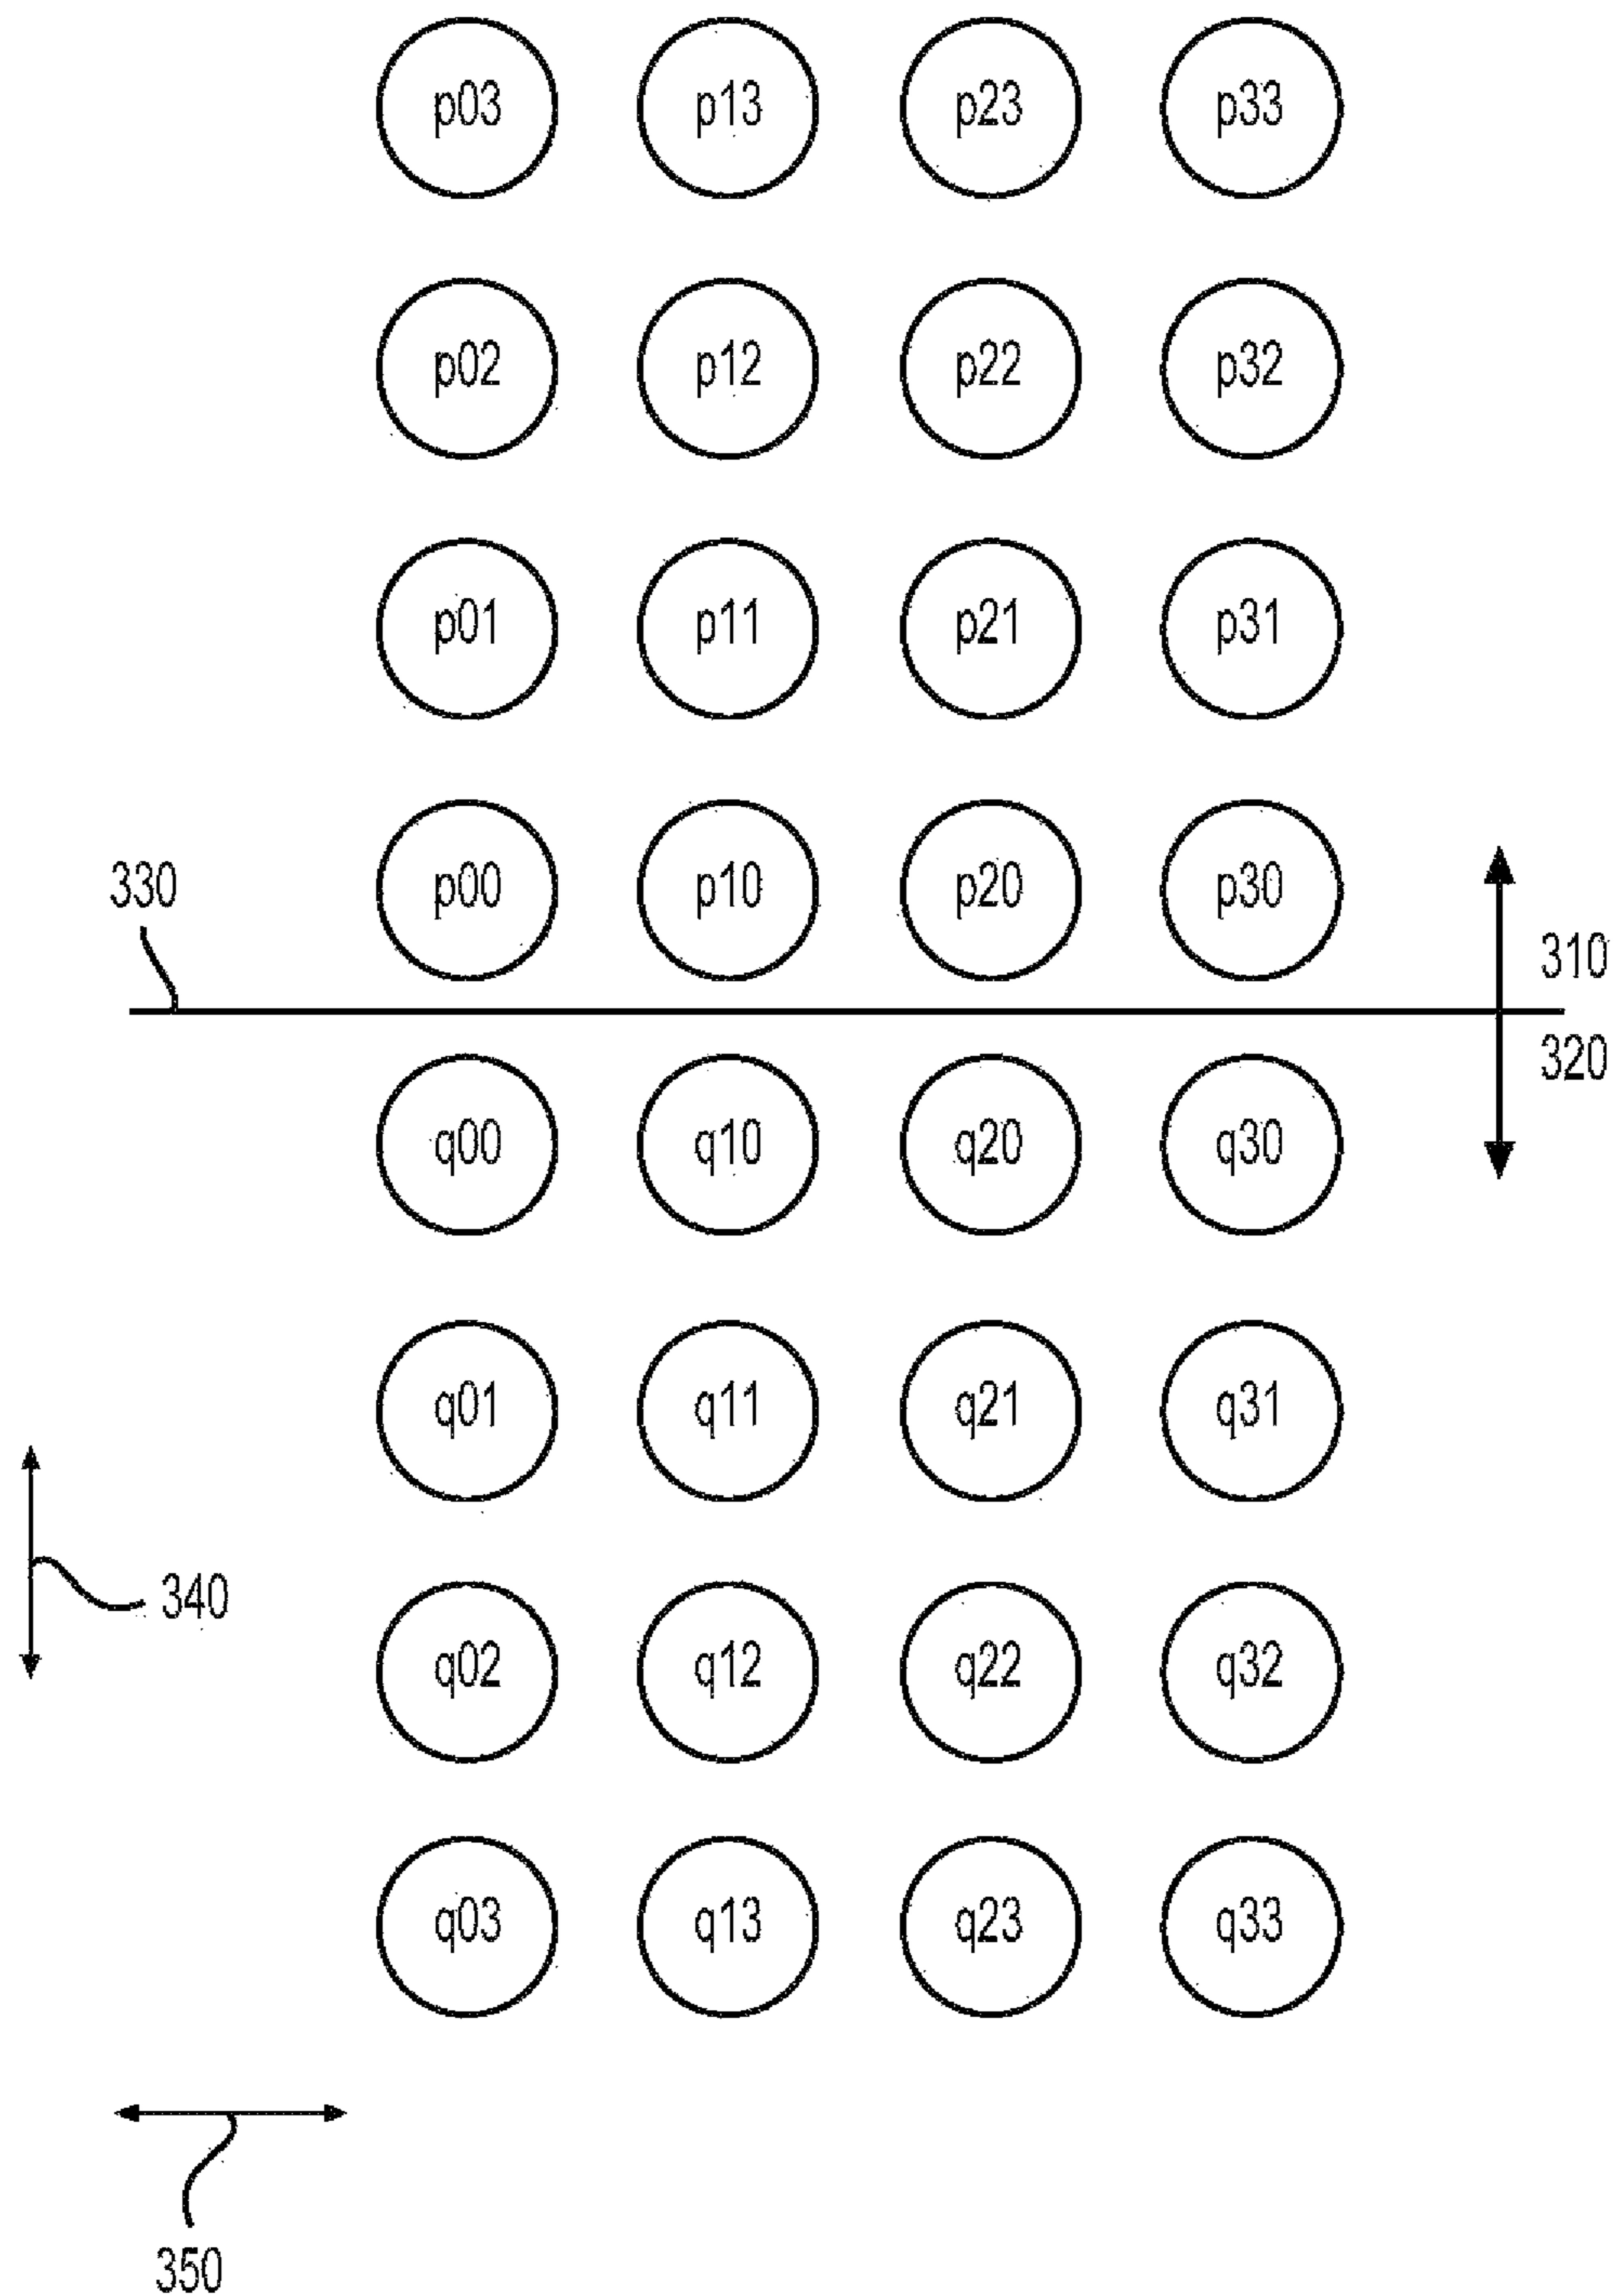 p03 p13 p23 p33
p02 p12 p22 p32
p01 p11 p21 p31
330 p00 p10 p20 p30
310
320
q00 q10 q20 q30
q01 q11 q21 q31
340
q02 q12 q22 q32
q03 q13 q23 q33
350